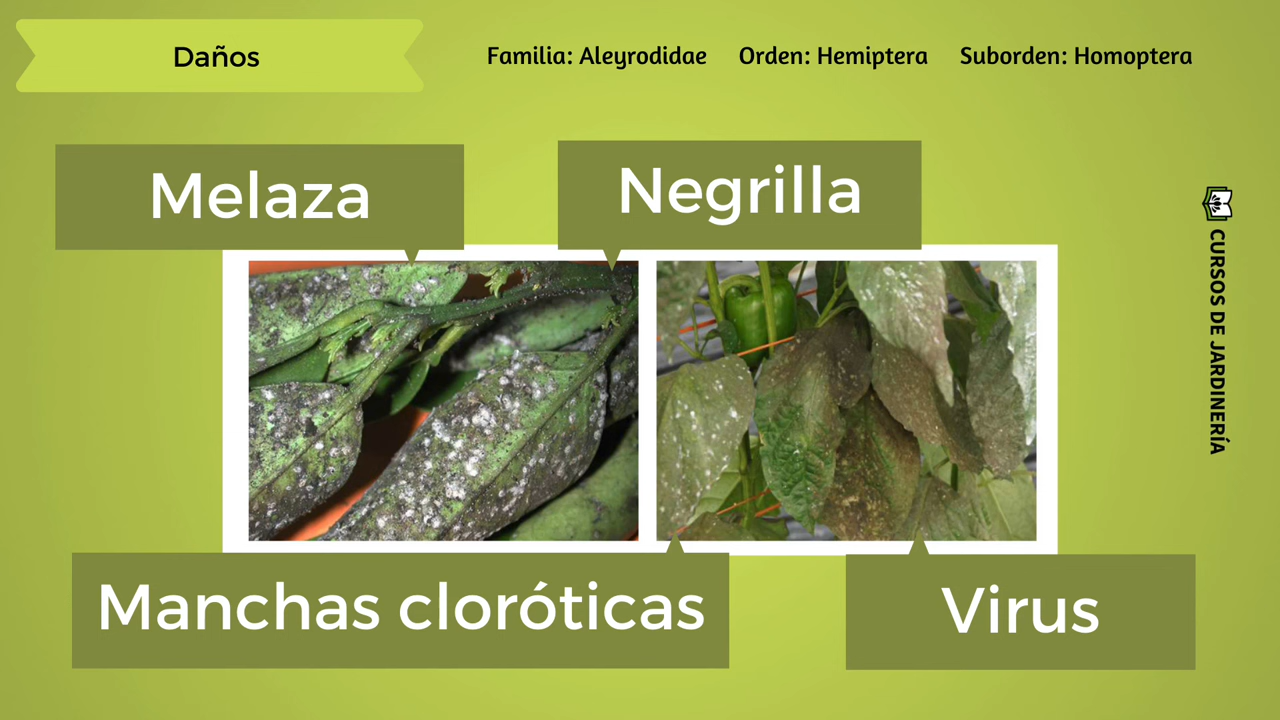 Daños
Familia: Aleyrodidae Orden: Hemiptera Suborden: Homoptera
Melaza
Negrilla
Manchas cloróticas
Virus
CURSOS DE JARDINERÍA